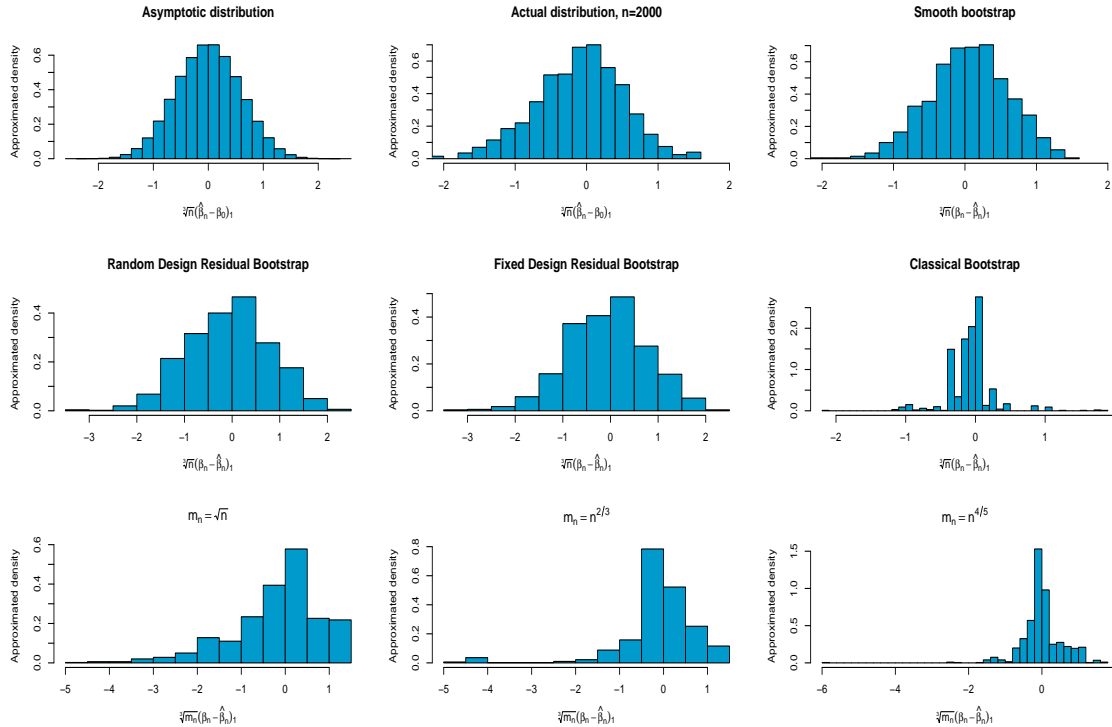 Asymptotic distribution
Approximated density
0.0 0.2 0.4 0.6
−2 −1 0 1 2
∛n(β̂ₙ − β₀)₁
Actual distribution, n=2000
Approximated density
0.0 0.2 0.4 0.6
−2 −1 0 1 2
∛n(β̂ₙ − β₀)₁
Smooth bootstrap
Approximated density
0.0 0.2 0.4 0.6
−2 −1 0 1 2
∛n(βₙ − β̂ₙ)₁
Random Design Residual Bootstrap
Approximated density
0.0 0.2 0.4
−3 −2 −1 0 1 2
∛n(βₙ − β̂ₙ)₁
Fixed Design Residual Bootstrap
Approximated density
0.0 0.2 0.4
−3 −2 −1 0 1 2
∛n(βₙ − β̂ₙ)₁
Classical Bootstrap
Approximated density
0.0 1.0 2.0
−2 −1 0 1
∛n(βₙ − β̂ₙ)₁
mₙ = √n
Approximated density
0.0 0.2 0.4 0.6
−5 −4 −3 −2 −1 0 1
∛mₙ(βₙ − β̂ₙ)₁
mₙ = n^2/3
Approximated density
0.0 0.2 0.4 0.6 0.8
−5 −4 −3 −2 −1 0 1
∛mₙ(βₙ − β̂ₙ)₁
mₙ = n^4/5
Approximated density
0.0 0.5 1.0 1.5
−6 −4 −2 0
∛mₙ(βₙ − β̂ₙ)₁